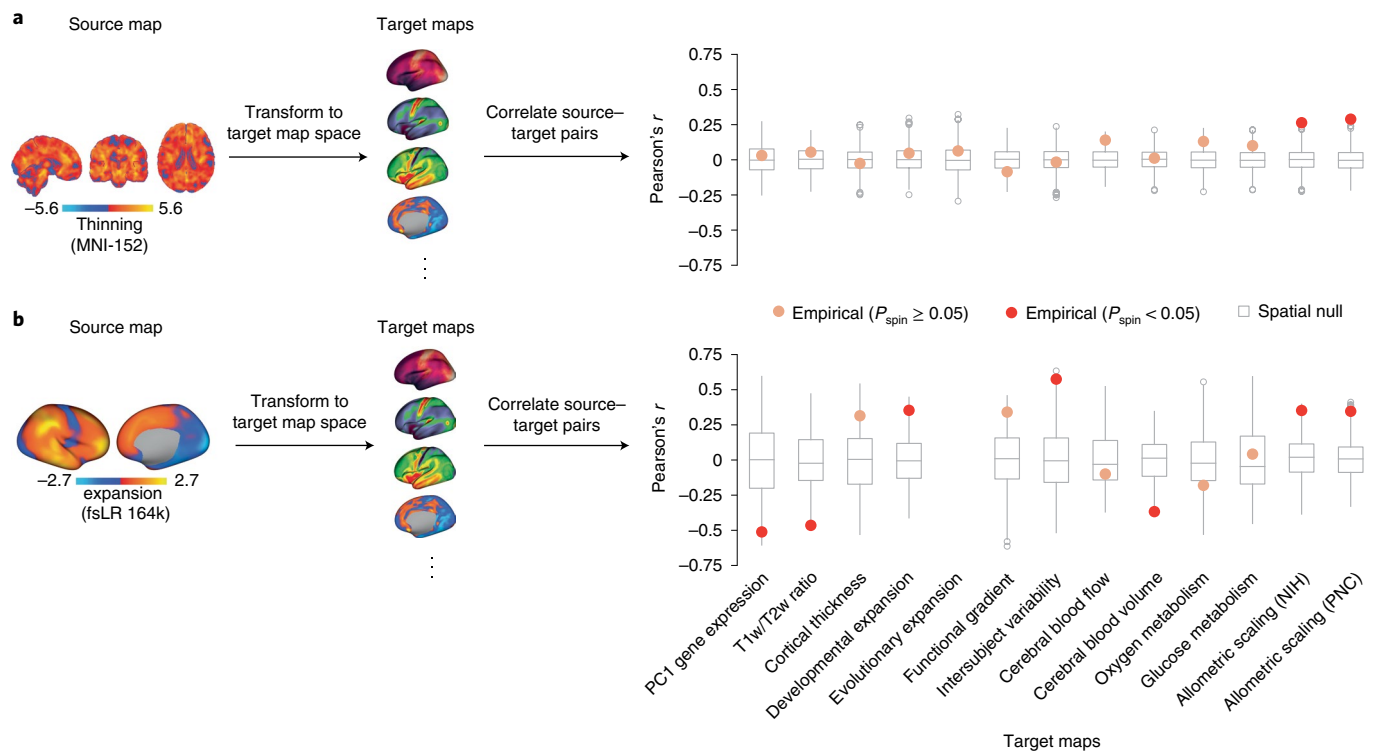 a
Source map
Target maps
Transform to
target map space
Correlate source–
target pairs
–5.6
5.6
Thinning
(MNI-152)
Pearson's r
0.75
0.5
0.25
0
–0.25
–0.5
–0.75
Empirical (Pspin ≥ 0.05)
Empirical (Pspin < 0.05)
Spatial null
b
Source map
Target maps
Transform to
target map space
Correlate source–
target pairs
–2.7
2.7
expansion
(fsLR 164k)
Pearson's r
0.75
0.5
0.25
0
–0.25
–0.5
–0.75
PC1 gene expression
T1w/T2w ratio
Cortical thickness
Developmental expansion
Evolutionary expansion
Functional gradient
Intersubject variability
Cerebral blood flow
Cerebral blood volume
Oxygen metabolism
Glucose metabolism
Allometric scaling (NIH)
Allometric scaling (PNC)
Target maps